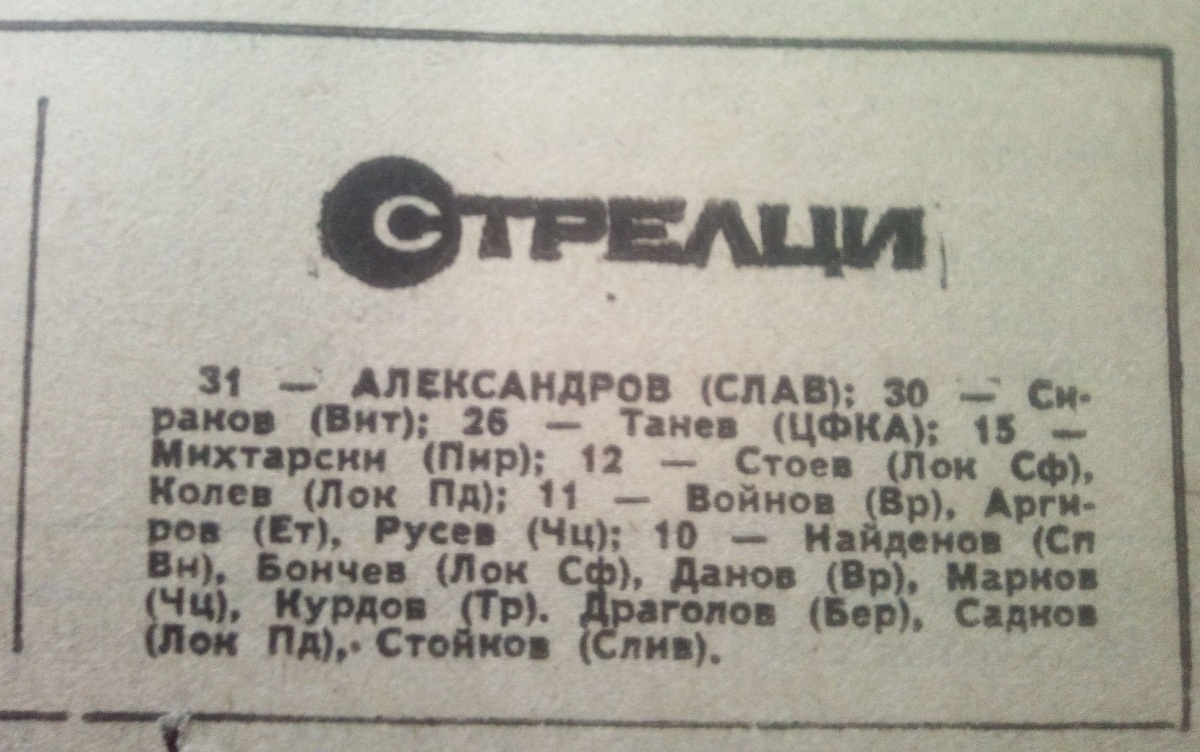 СТРЕЛЦИ
31 — АЛЕКСАНДРОВ (СЛАВ); 30 — Си-
раков (Вит); 26 — Танев (ЦФКА); 15 —
Михтарски (Пир); 12 — Стоев (Лок Сф),
Колев (Лок Пд); 11 — Войнов (Вр), Арги-
ров (Ет), Русев (Чц); 10 — Найденов (Сп
Вн), Бончев (Лок Сф), Данов (Вр), Марков
(Чц), Курдов (Тр). Драголов (Бер), Садков
(Лок Пд), Стойков (Слив).